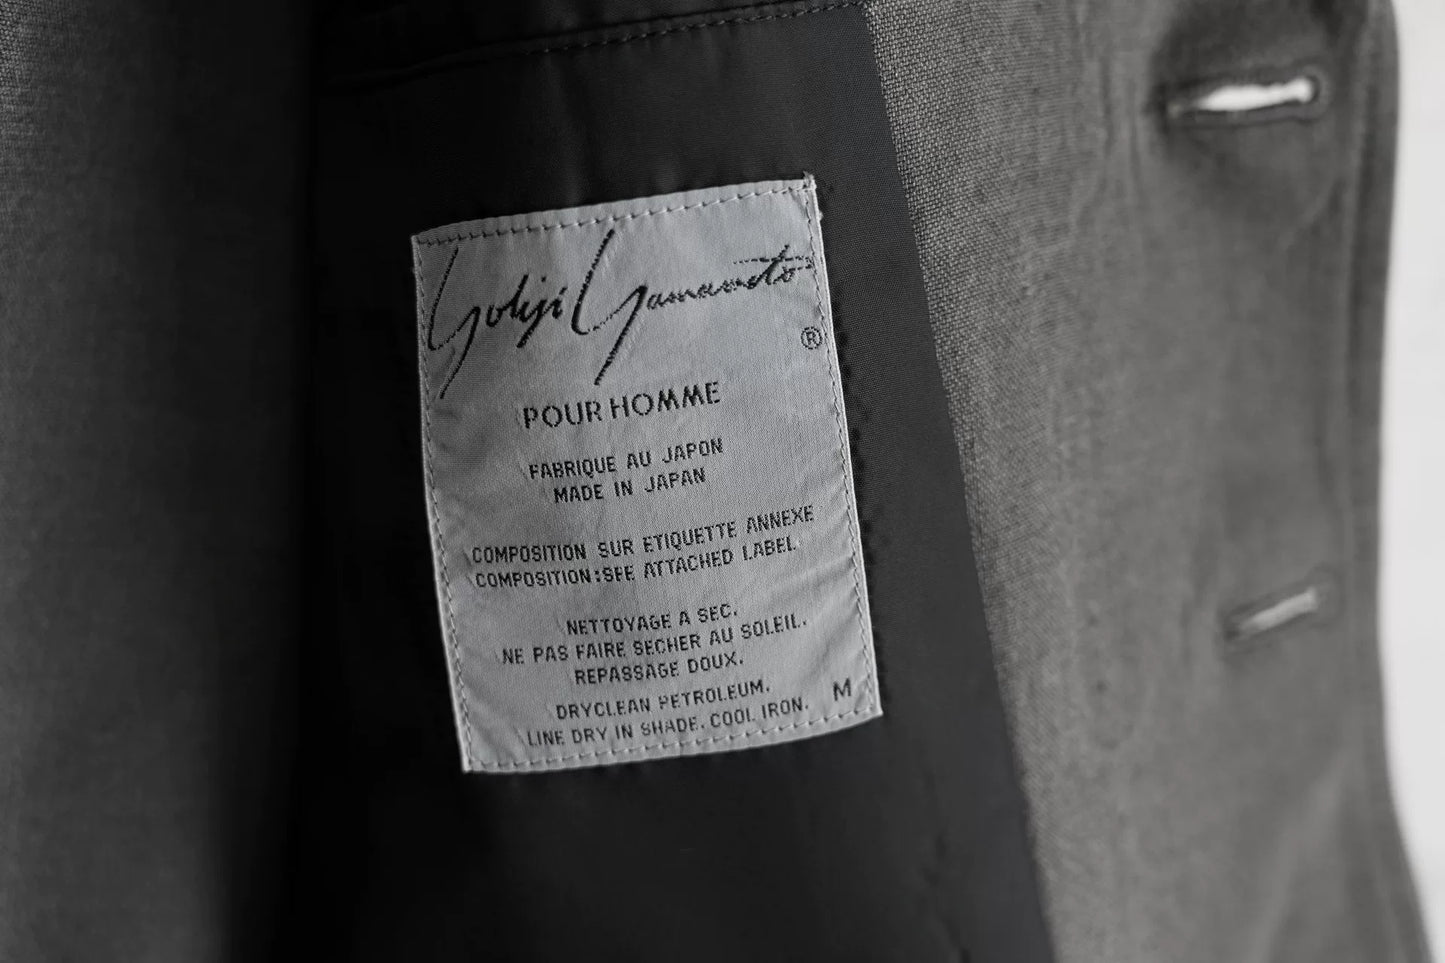 Yohji Yamamoto
®
POUR HOMME
FABRIQUE AU JAPON
MADE IN JAPAN
COMPOSITION SUR ETIQUETTE ANNEXE
COMPOSITION:SEE ATTACHED LABEL
NETTOYAGE A SEC.
NE PAS FAIRE SECHER AU SOLEIL.
REPASSAGE DOUX.
DRYCLEAN PETROLEUM.
LINE DRY IN SHADE. COOL IRON.
M